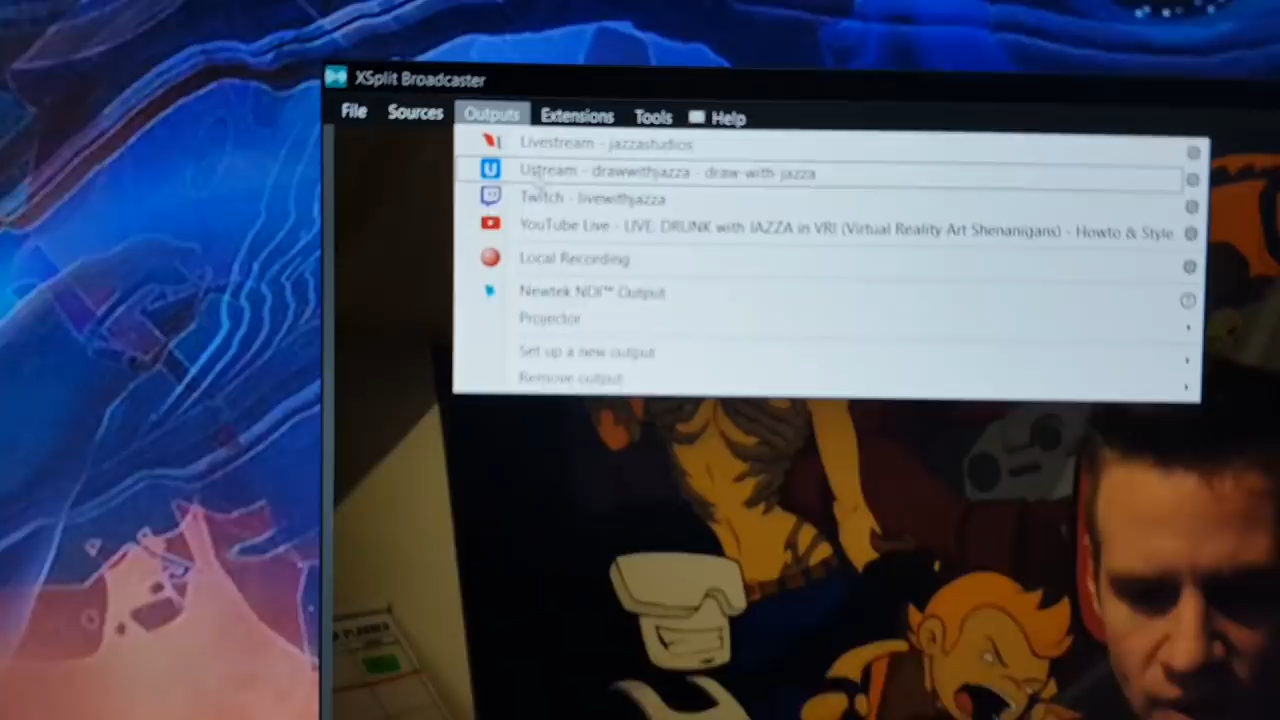 XSplit Broadcaster
File Sources Outputs Extensions Tools Help
Livestream - jazzastudios
Ustream - drawwithjazza - draw-with-jazza
Twitch - livewithjazza
YouTube Live - LIVE: DRUNK with JAZZA in VR! (Virtual Reality Art Shenanigans) - Howto & Style
Local Recording
Newtek NDI™ Output
Projector
Set up a new output
Remove output
PLANNER